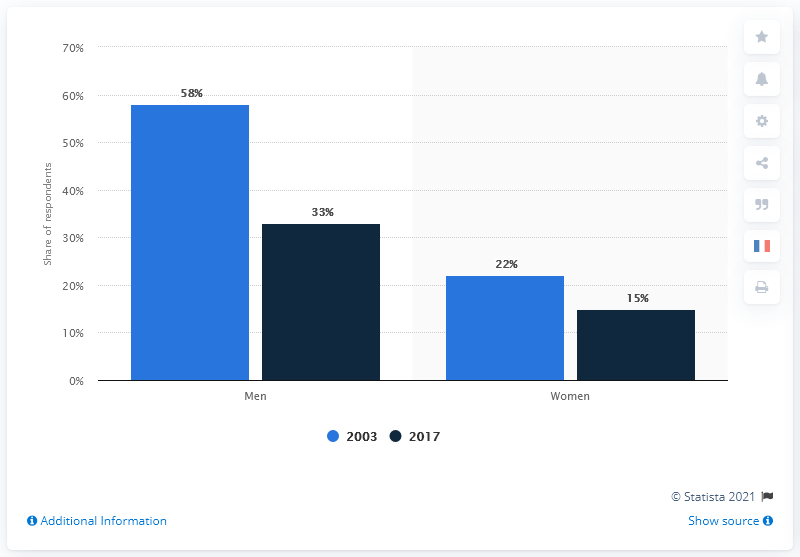 70%
60%
50%
40%
30%
20%
10%
0%
Share of respondents
58%
33%
22%
15%
Men
Women
2003
2017
© Statista 2021
Additional Information
Show source